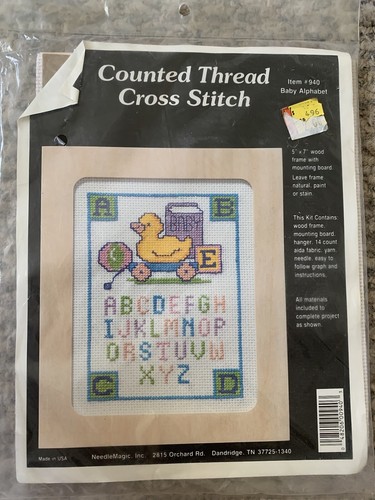 Counted Thread
Cross Stitch
Item #940
Baby Alphabet
496
5" x 7" wood
frame with
mounting board.
Leave frame
natural, paint
or stain.
This Kit Contains:
wood frame,
mounting board,
hanger, 14 count
aida fabric, yarn
needle, easy to
follow graph and
instructions.
All materials
included to
complete project
as shown.
A B
BABY
E
ABCDEFGH
IJKLMNOP
QRSTUVW
XYZ
C D
Made in USA
NeedleMagic, Inc. 2615 Orchard Rd. Dandridge, TN 37725-1340